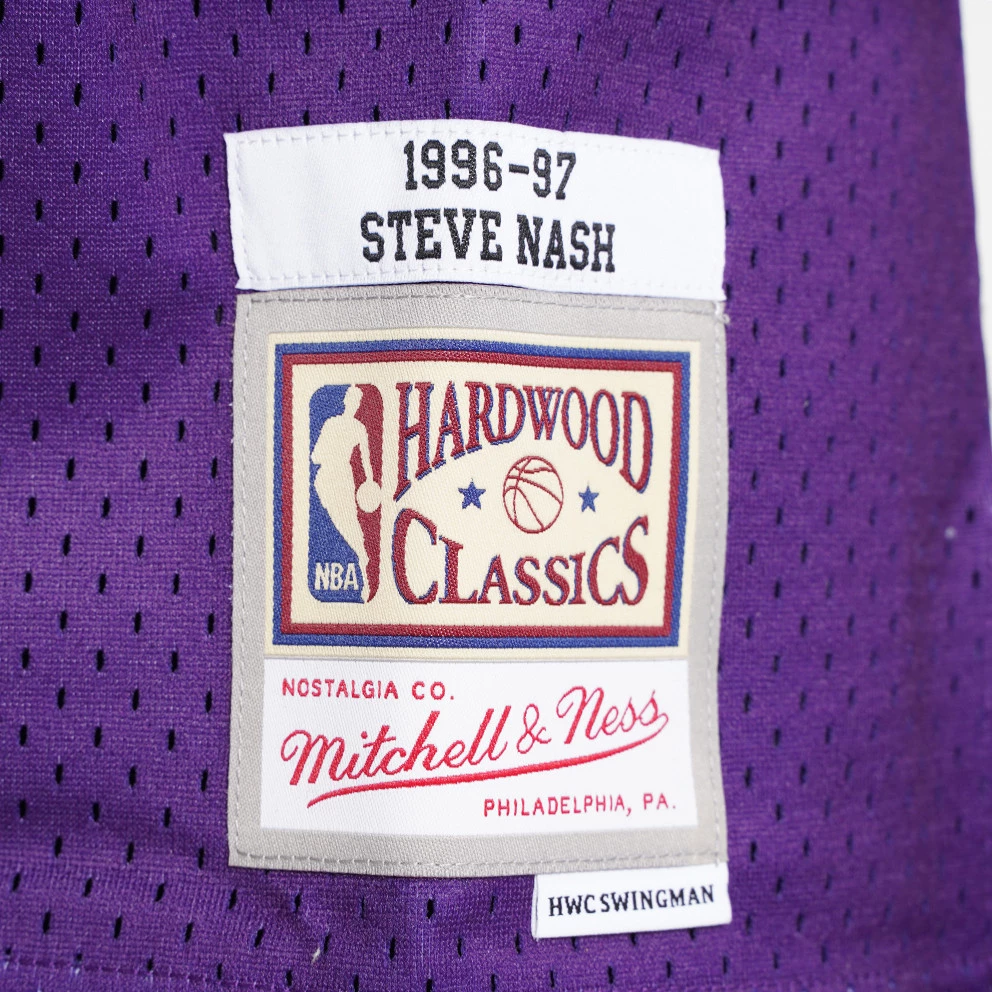 1996-97
STEVE NASH
HARDWOOD
CLASSICS
NBA
NOSTALGIA CO.
Mitchell & Ness
PHILADELPHIA, PA.
HWC SWINGMAN